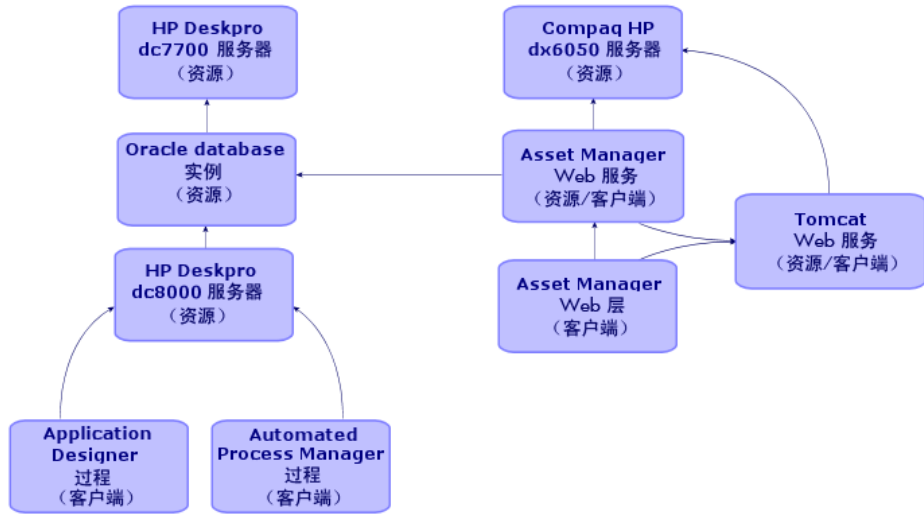 HP Deskpro
dc7700 服务器
（资源）
Compaq HP
dx6050 服务器
（资源）
Oracle database
实例
（资源）
Asset Manager
Web 服务
（资源/客户端）
Tomcat
Web 服务
（资源/客户端）
HP Deskpro
dc8000 服务器
（资源）
Asset Manager
Web 层
（客户端）
Application
Designer
过程
（客户端）
Automated
Process Manager
过程
（客户端）